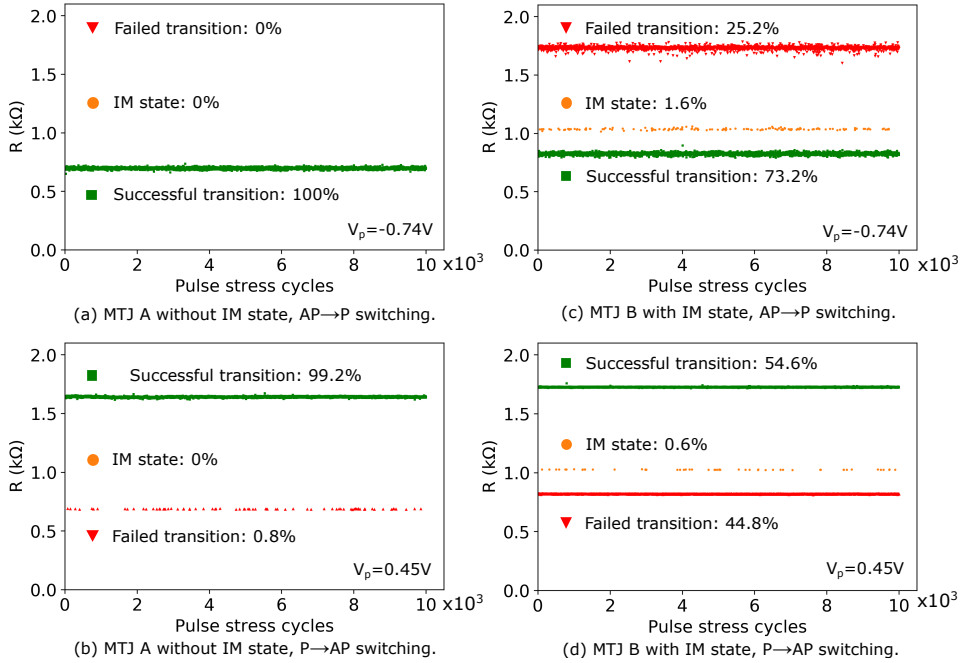 2.0
1.5
1.0
0.5
0.0
R (kΩ)
Failed transition: 0%
IM state: 0%
Successful transition: 100%
Vₚ=-0.74V
0 2 4 6 8 10 x10³
Pulse stress cycles
(a) MTJ A without IM state, AP→P switching.
2.0
1.5
1.0
0.5
0.0
R (kΩ)
Failed transition: 25.2%
IM state: 1.6%
Successful transition: 73.2%
Vₚ=-0.74V
0 2 4 6 8 10 x10³
Pulse stress cycles
(c) MTJ B with IM state, AP→P switching.
2.0
1.5
1.0
0.5
0.0
R (kΩ)
Successful transition: 99.2%
IM state: 0%
Failed transition: 0.8%
Vₚ=0.45V
0 2 4 6 8 10 x10³
Pulse stress cycles
(b) MTJ A without IM state, P→AP switching.
2.0
1.5
1.0
0.5
0.0
R (kΩ)
Successful transition: 54.6%
IM state: 0.6%
Failed transition: 44.8%
Vₚ=0.45V
0 2 4 6 8 10 x10³
Pulse stress cycles
(d) MTJ B with IM state, P→AP switching.